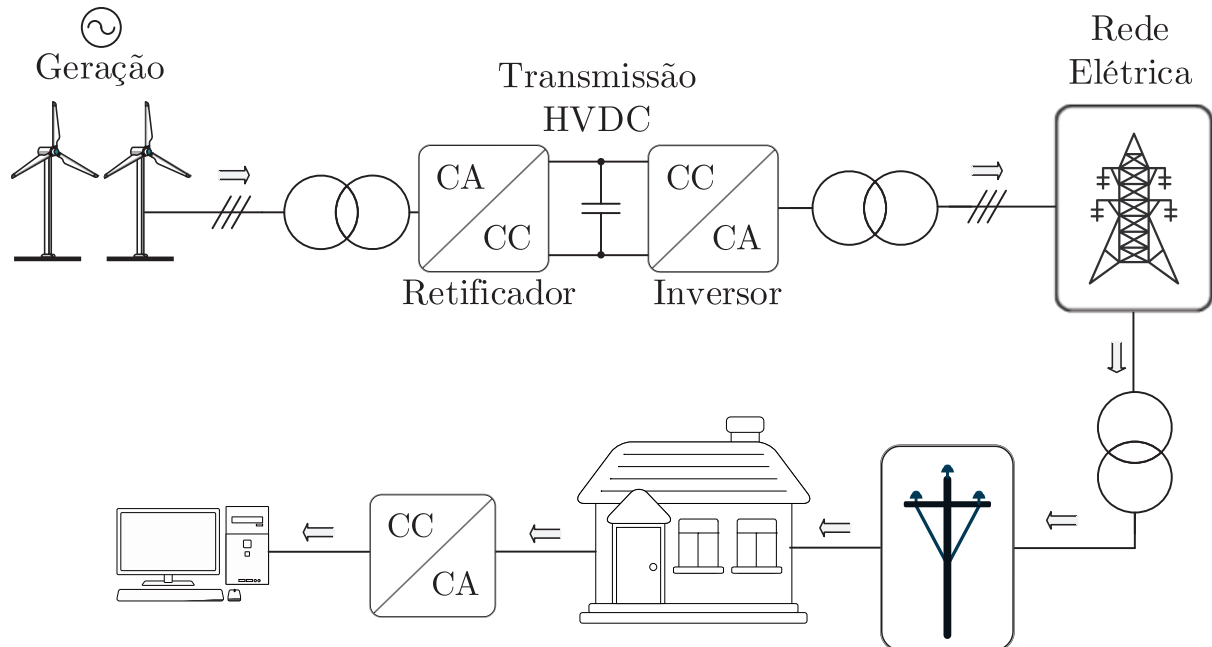 Geração
Transmissão
HVDC
Rede
Elétrica
CA
CC
Retificador
CC
CA
Inversor
CC
CA